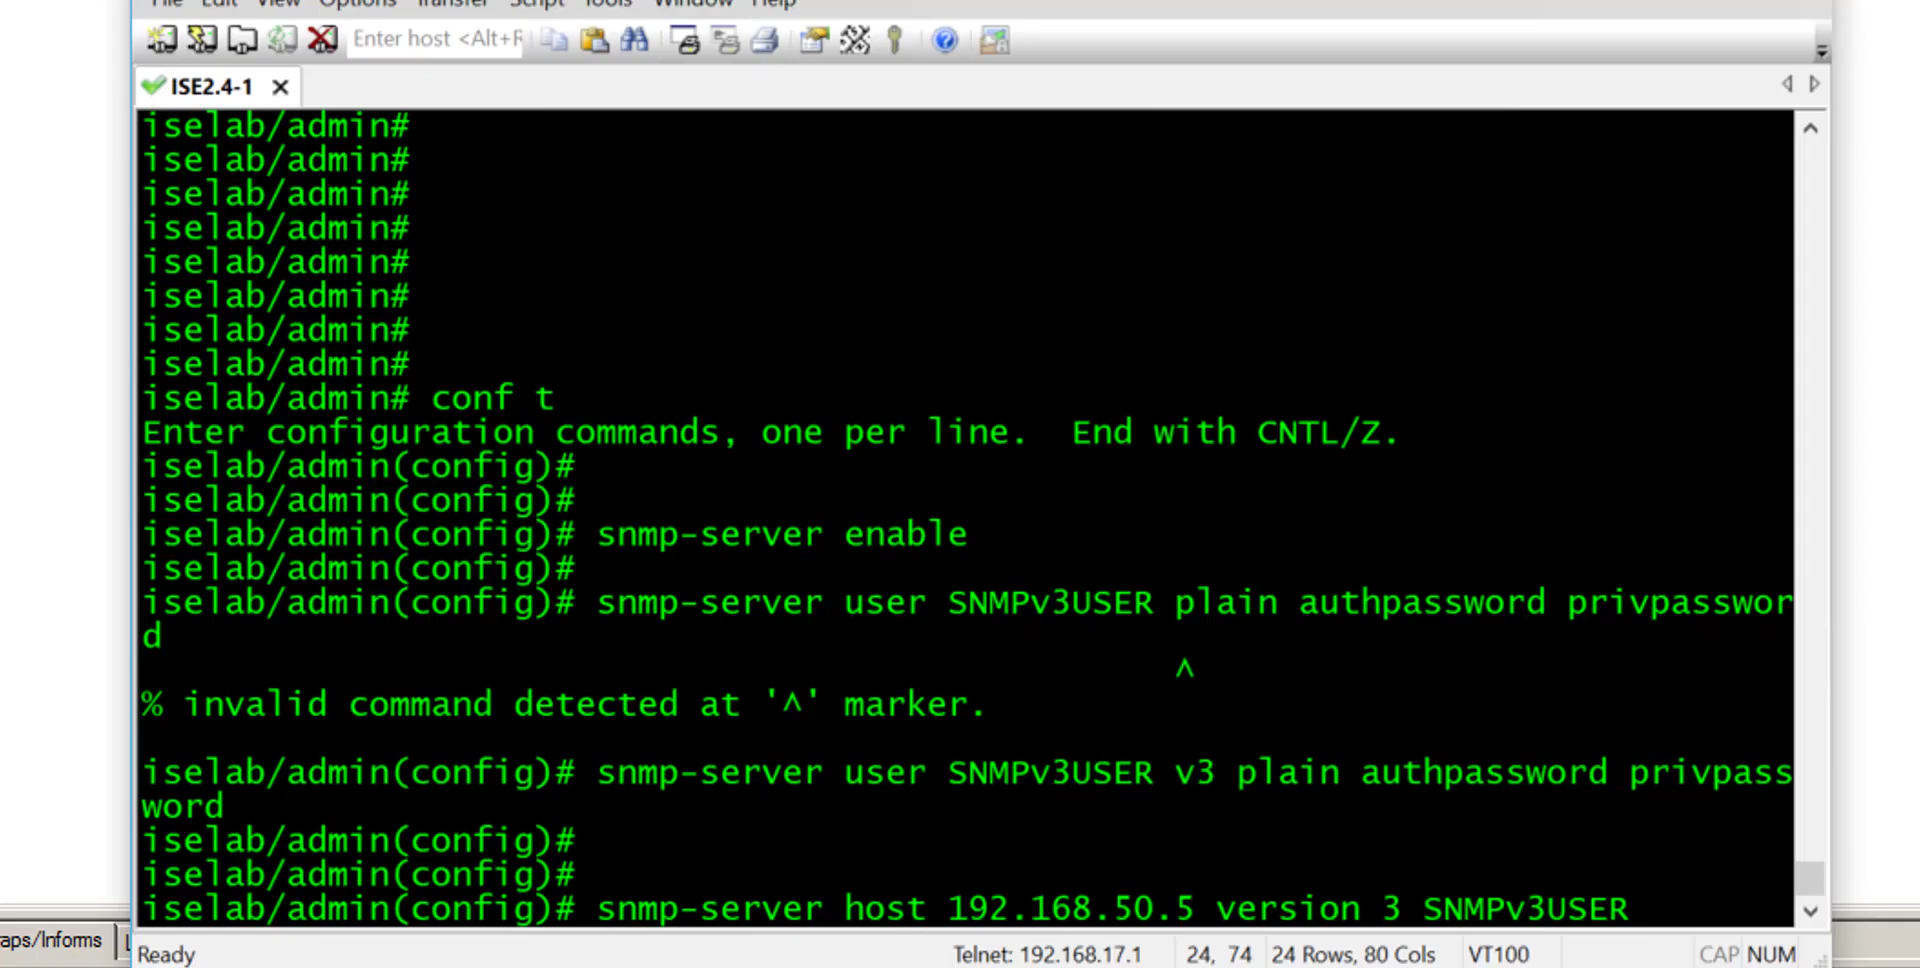 File Edit View Options Transfer Script Tools Window Help
Enter host <Alt+R
ISE2.4-1
iselab/admin#
iselab/admin#
iselab/admin#
iselab/admin#
iselab/admin#
iselab/admin#
iselab/admin#
iselab/admin#
iselab/admin# conf t
Enter configuration commands, one per line.  End with CNTL/Z.
iselab/admin(config)#
iselab/admin(config)#
iselab/admin(config)# snmp-server enable
iselab/admin(config)#
iselab/admin(config)# snmp-server user SNMPv3USER plain authpassword privpasswor
d
^
% invalid command detected at '^' marker.
iselab/admin(config)# snmp-server user SNMPv3USER v3 plain authpassword privpass
word
iselab/admin(config)#
iselab/admin(config)#
iselab/admin(config)# snmp-server host 192.168.50.5 version 3 SNMPv3USER
raps/Informs
Ready Telnet: 192.168.17.1 24, 74 24 Rows, 80 Cols VT100 CAP NUM